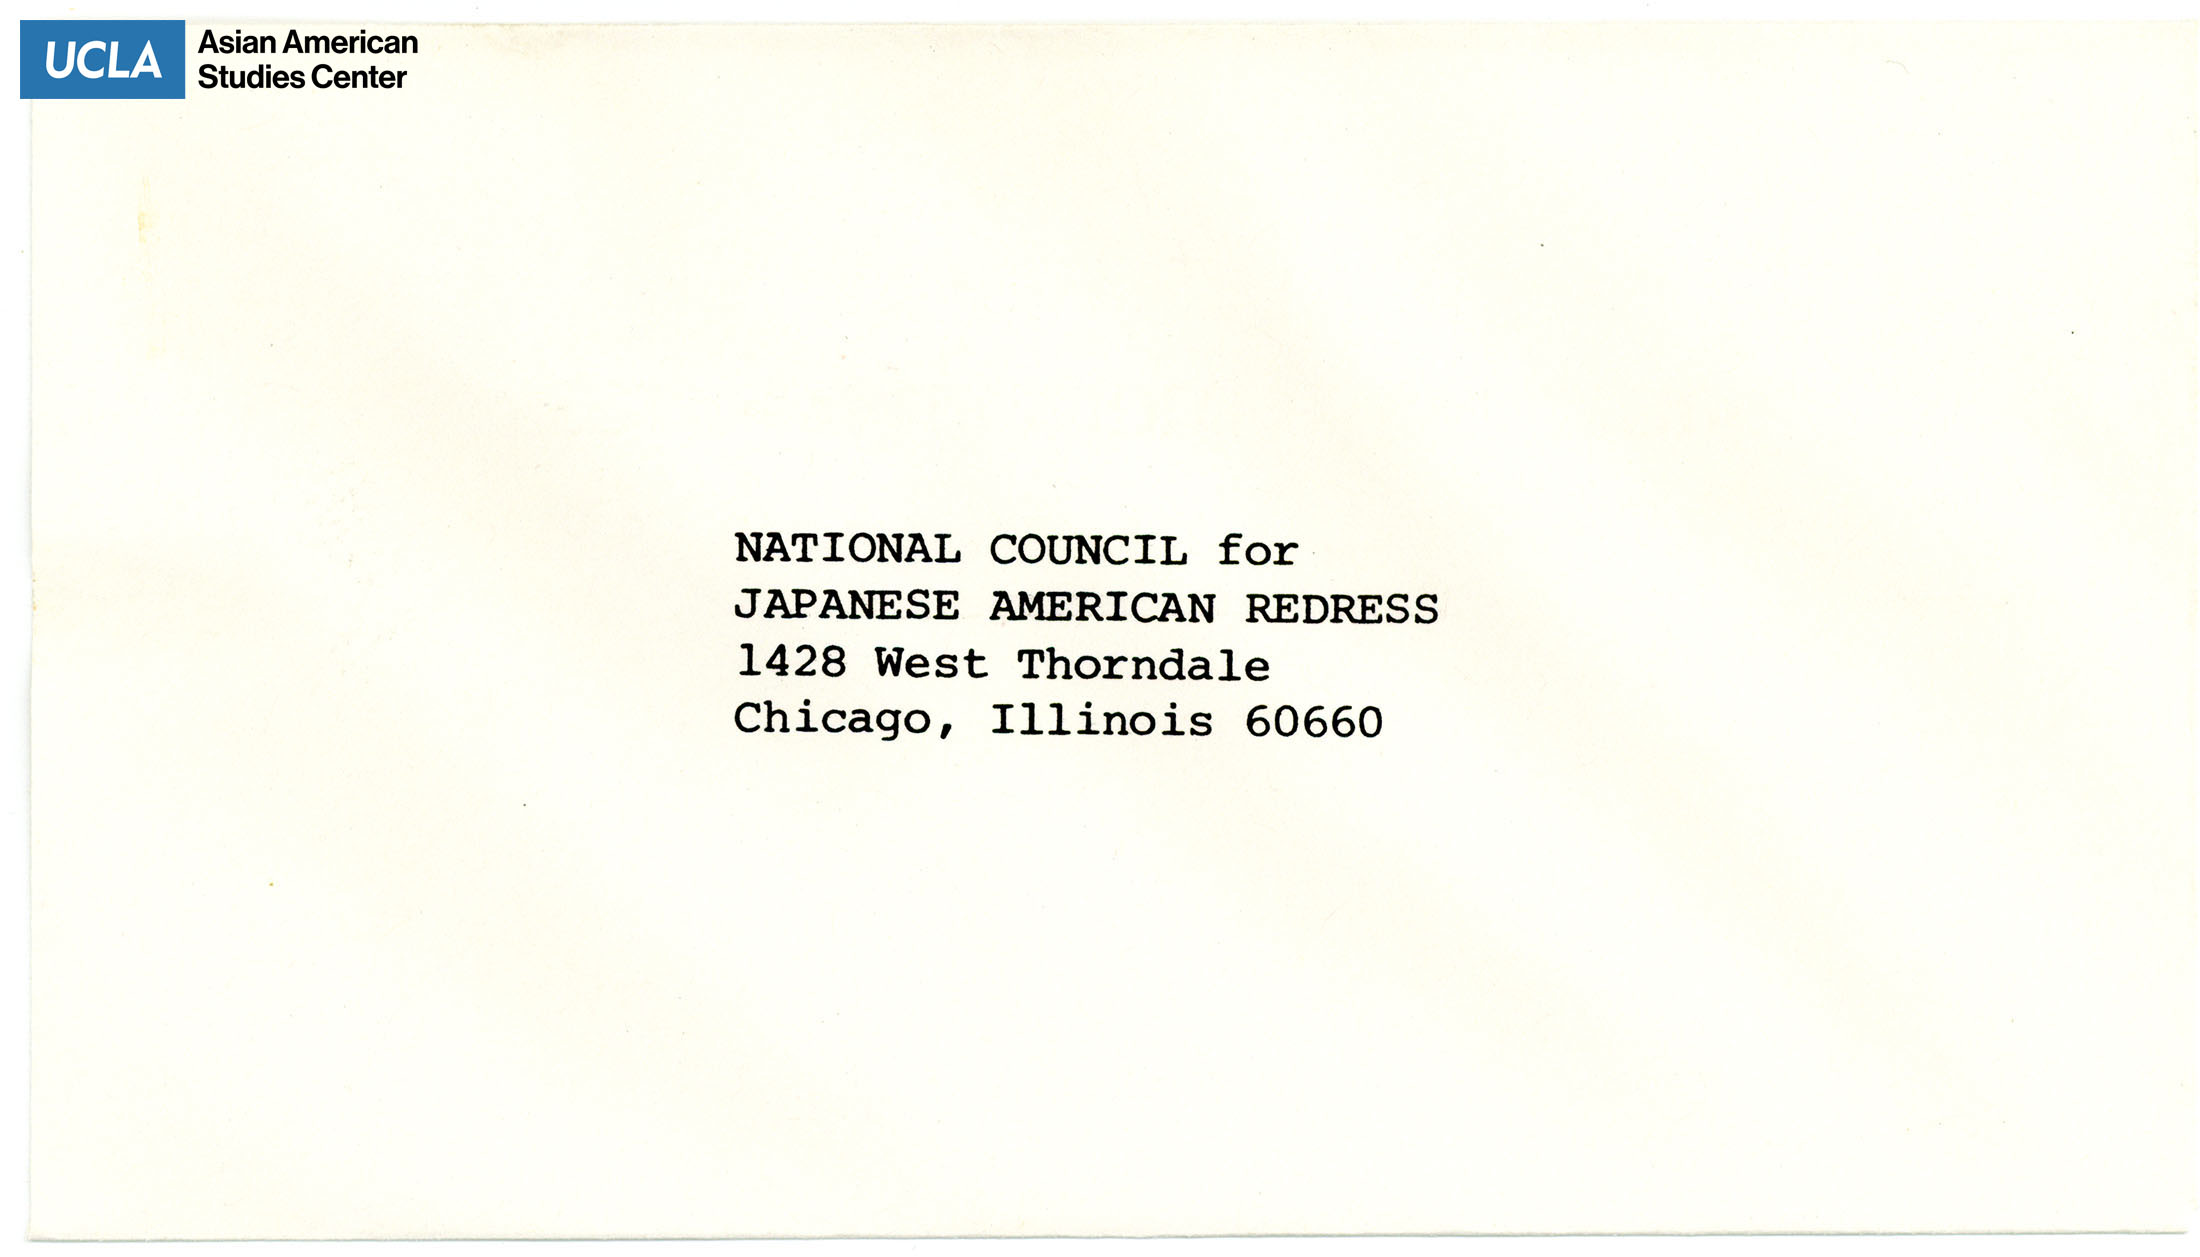 UCLA
Asian American
Studies Center
NATIONAL COUNCIL for
JAPANESE AMERICAN REDRESS
1428 West Thorndale
Chicago, Illinois 60660